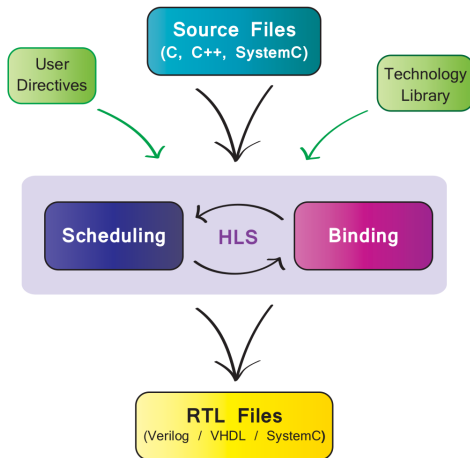 Source Files
(C, C++, SystemC)
User
Directives
Technology
Library
Scheduling
HLS
Binding
RTL Files
(Verilog / VHDL / SystemC)